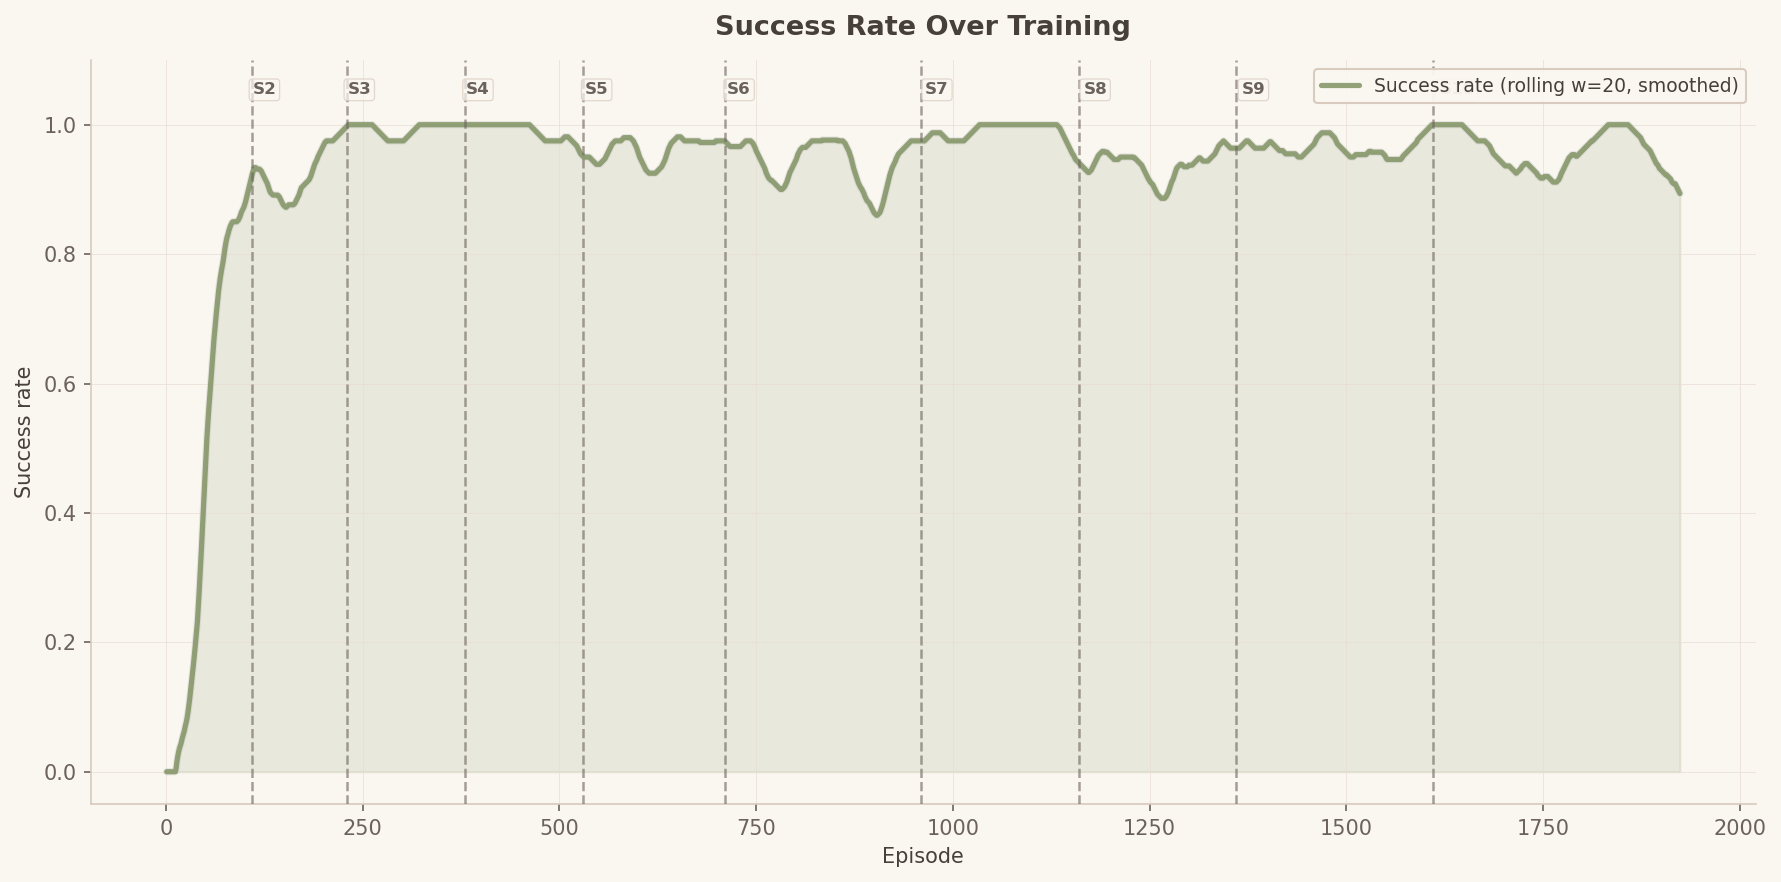 Success Rate Over Training
S2 S3 S4 S5 S6 S7 S8 S9
Success rate (rolling w=20, smoothed)
1.0
0.8
0.6
0.4
0.2
0.0
Success rate
0 250 500 750 1000 1250 1500 1750 2000
Episode